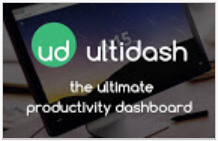 ud ultidash
the ultimate
productivity dashboard